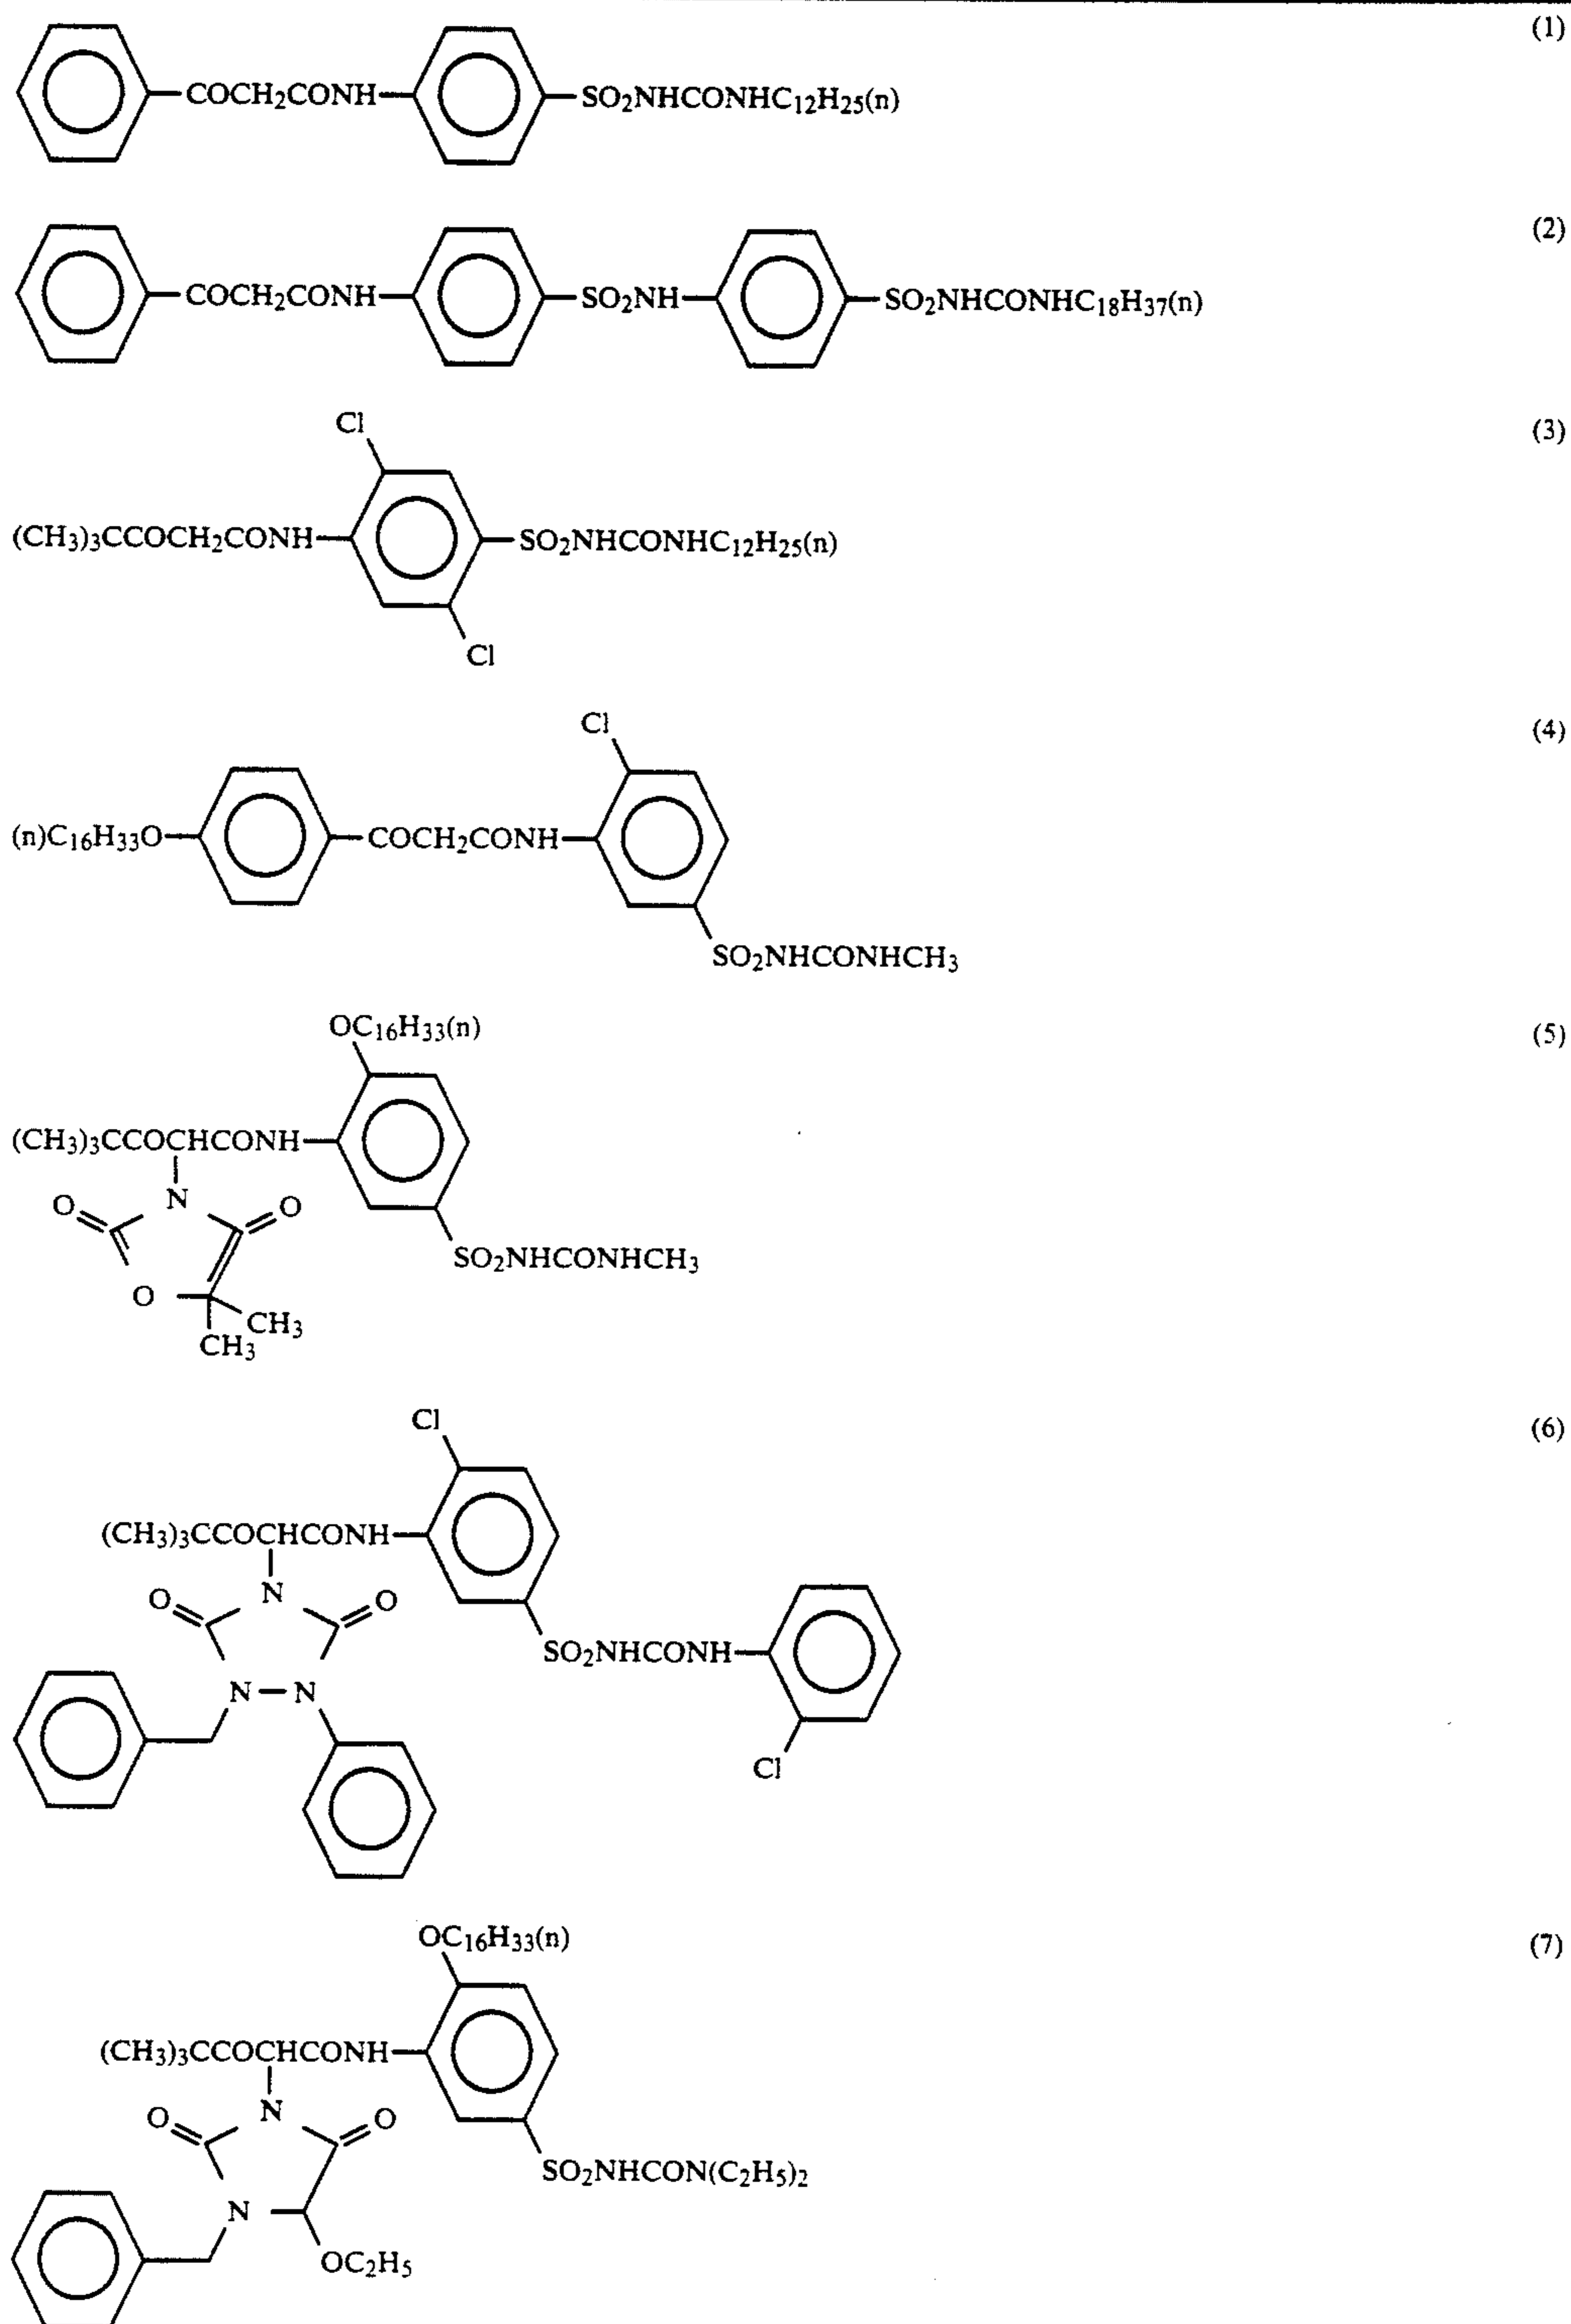 (1)
COCH2CONH SO2NHCONHC12H25(n)
(2)
COCH2CONH SO2NH SO2NHCONHC18H37(n)
Cl (3)
(CH3)3CCOCH2CONH SO2NHCONHC12H25(n)
Cl
Cl (4)
(n)C16H33O COCH2CONH
SO2NHCONHCH3
OC16H33(n) (5)
(CH3)3CCOCHCONH
O N O
SO2NHCONHCH3
O
CH3
CH3
Cl (6)
(CH3)3CCOCHCONH
O N O
SO2NHCONH
N N
Cl
OC16H33(n) (7)
(CH3)3CCOCHCONH
O N O
SO2NHCON(C2H5)2
N
OC2H5